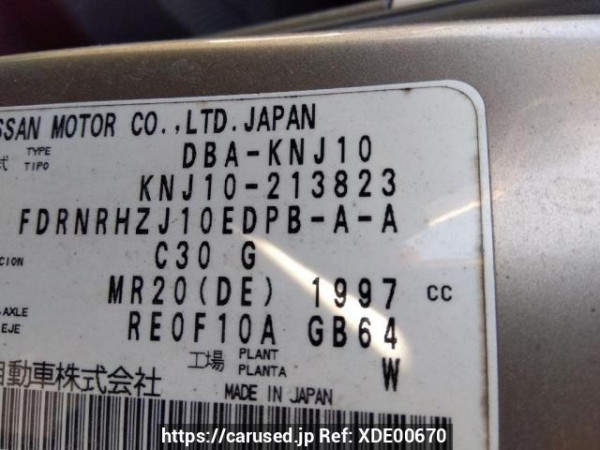 SSAN MOTOR CO.,LTD.JAPAN
式 TYPE TIPO DBA-KNJ10
KNJ10-213823
FDRNRHZJ10EDPB-A-A
CION C30 G
MR20(DE) 1997 CC
AXLE EJE RE0F10A GB64
工場 PLANT PLANTA W
自動車株式会社 MADE IN JAPAN
https://carused.jp Ref: XDE00670